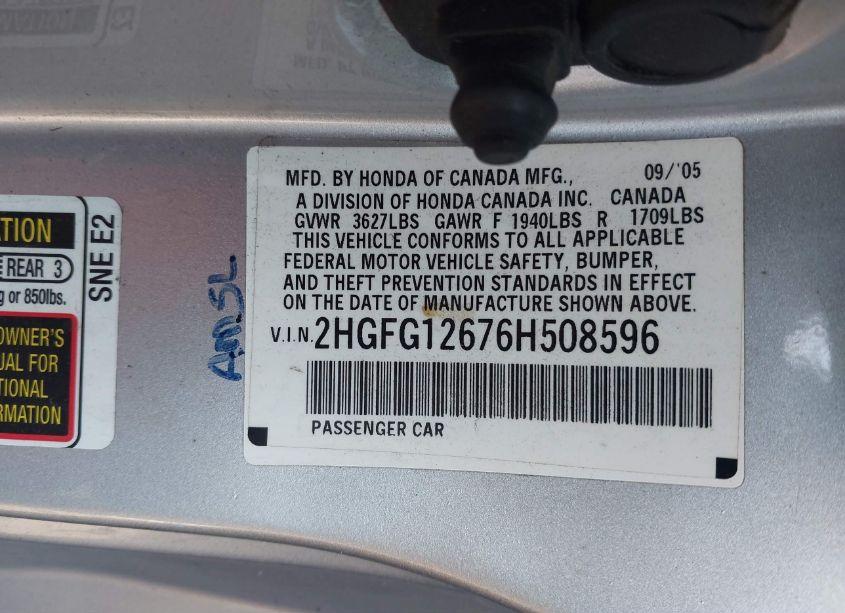 MFD. BY HONDA OF CANADA MFG., 09/'05
A DIVISION OF HONDA CANADA INC. CANADA
GVWR 3627LBS GAWR F 1940LBS R 1709LBS
THIS VEHICLE CONFORMS TO ALL APPLICABLE
FEDERAL MOTOR VEHICLE SAFETY, BUMPER,
AND THEFT PREVENTION STANDARDS IN EFFECT
ON THE DATE OF MANUFACTURE SHOWN ABOVE.
V.I.N. 2HGFG12676H508596
PASSENGER CAR
ATION
REAR 3
g or 850lbs.
OWNER'S
UAL FOR
TIONAL
RMATION
SNE E2